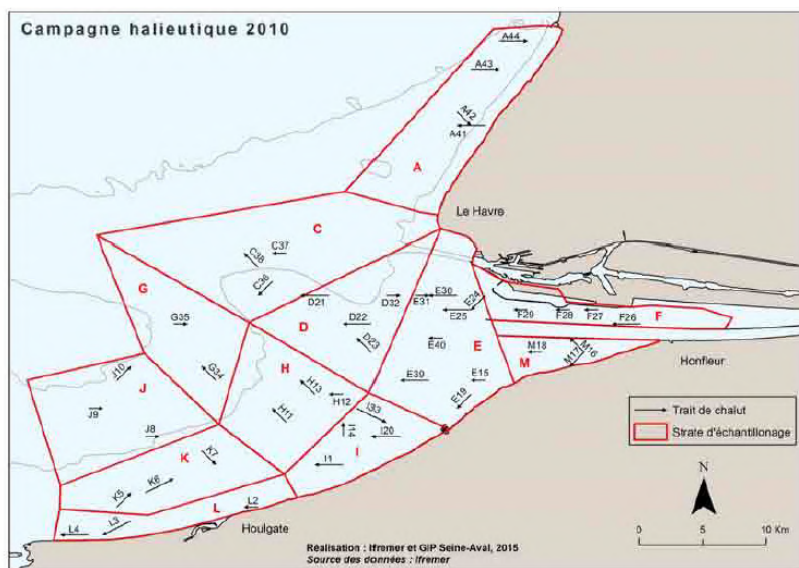 Campagne halieutique 2010
A44
A43
A42
A41
A
Le Havre
C
C37
C38
C36
G
D21
D32
E31
E30
E24
E25
F20
F28
F27
F
F26
D
D22
D23
G35
E40
E
M18
M17
M16
M
Honfleur
J10
J
G34
H
H13
H12
E39
E15
E19
J9
H11
I33
J8
I14
I20
K7
K
I1
I
K6
K5
L2
L
L3
L4
Houlgate
Trait de chalut
Strate d'échantillonage
N
0 5 10 Km
Réalisation : Ifremer et GIP Seine-Aval, 2015
Source des données : Ifremer